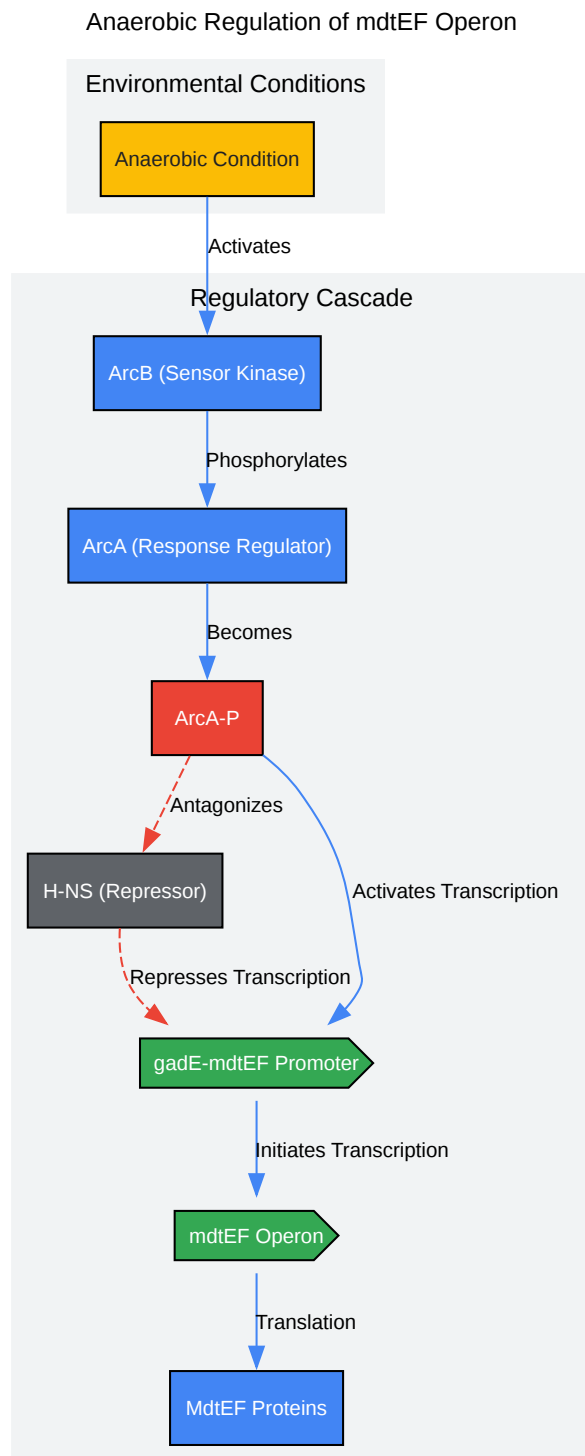 Anaerobic Regulation of mdtEF Operon
Environmental Conditions
Anaerobic Condition
Activates
Regulatory Cascade
ArcB (Sensor Kinase)
Phosphorylates
ArcA (Response Regulator)
Becomes
ArcA-P
Antagonizes
H-NS (Repressor)
Activates Transcription
Represses Transcription
gadE-mdtEF Promoter
Initiates Transcription
mdtEF Operon
Translation
MdtEF Proteins